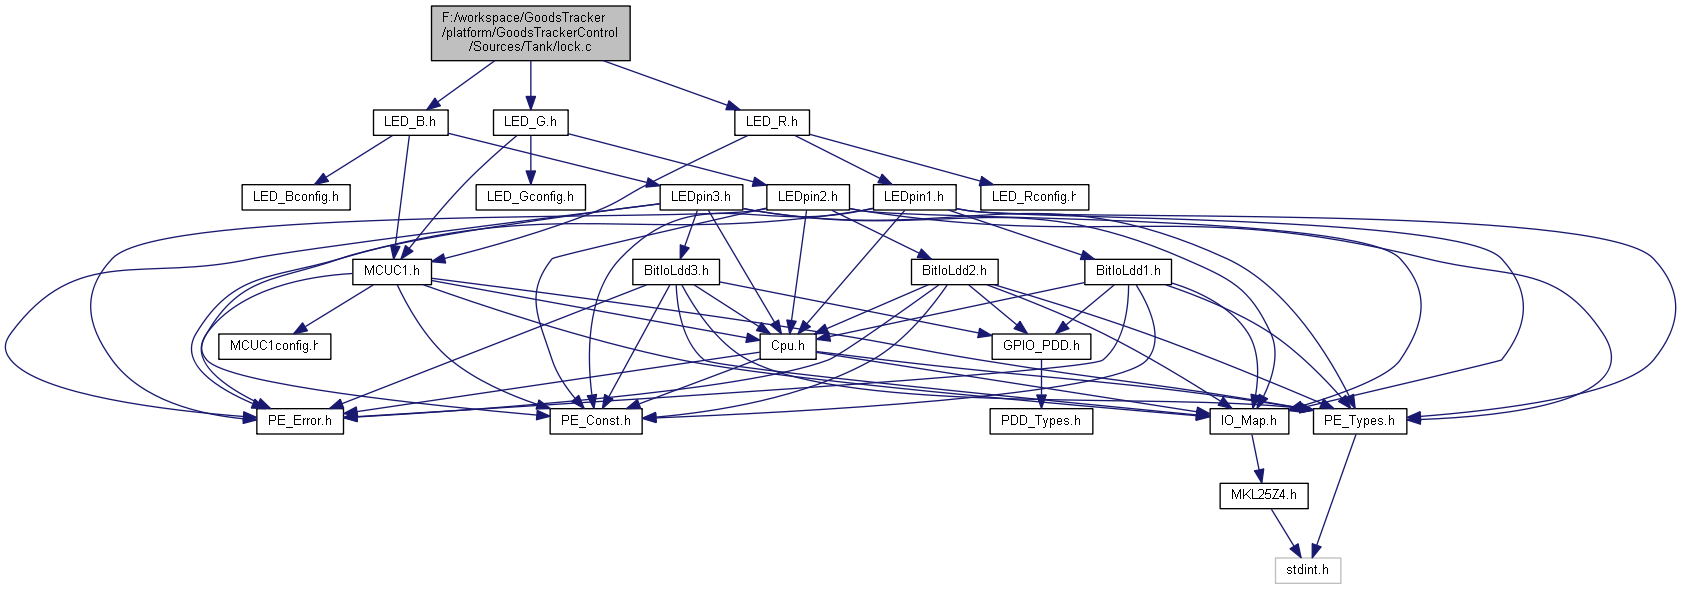 F:/workspace/GoodsTracker
/platform/GoodsTrackerControl
/Sources/Tank/lock.c
LED_B.h
LED_G.h
LED_R.h
LED_Bconfig.h
LED_Gconfig.h
LEDpin3.h
LEDpin2.h
LEDpin1.h
LED_Rconfig.h
MCUC1.h
BitIoLdd3.h
BitIoLdd2.h
BitIoLdd1.h
MCUC1config.h
Cpu.h
GPIO_PDD.h
PE_Error.h
PE_Const.h
PDD_Types.h
IO_Map.h
PE_Types.h
MKL25Z4.h
stdint.h